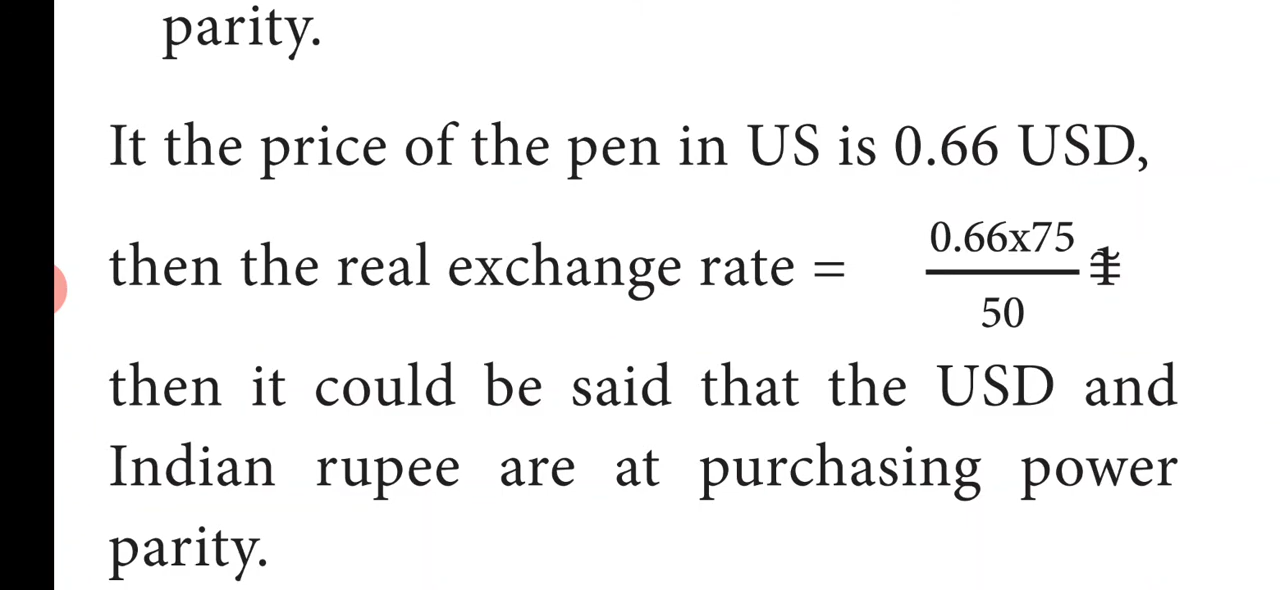 parity.
It the price of the pen in US is 0.66 USD,
then the real exchange rate = 0.66x75
50
then it could be said that the USD and
Indian rupee are at purchasing power
parity.